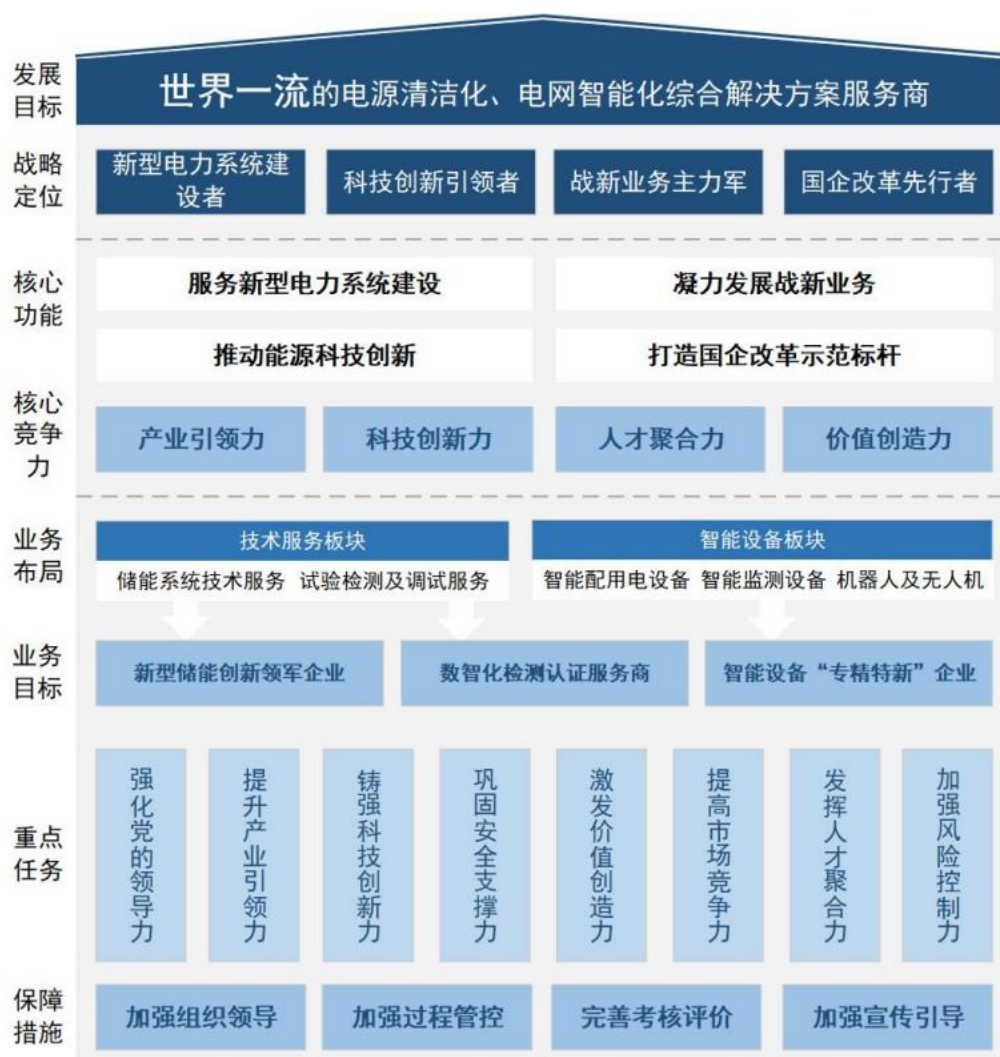 发展
目标
世界一流的电源清洁化、电网智能化综合解决方案服务商
战略
定位
新型电力系统建
设者
科技创新引领者
战新业务主力军
国企改革先行者
核心
功能
服务新型电力系统建设
凝力发展战新业务
推动能源科技创新
打造国企改革示范标杆
核心
竞争
力
产业引领力
科技创新力
人才聚合力
价值创造力
业务
布局
技术服务板块
储能系统技术服务 试验检测及调试服务
智能设备板块
智能配用电设备 智能监测设备 机器人及无人机
业务
目标
新型储能创新领军企业
数智化检测认证服务商
智能设备“专精特新”企业
重点
任务
强化党的领导力
提升产业引领力
铸强科技创新力
巩固安全支撑力
激发价值创造力
提高市场竞争力
发挥人才聚合力
加强风险控制力
保障
措施
加强组织领导
加强过程管控
完善考核评价
加强宣传引导